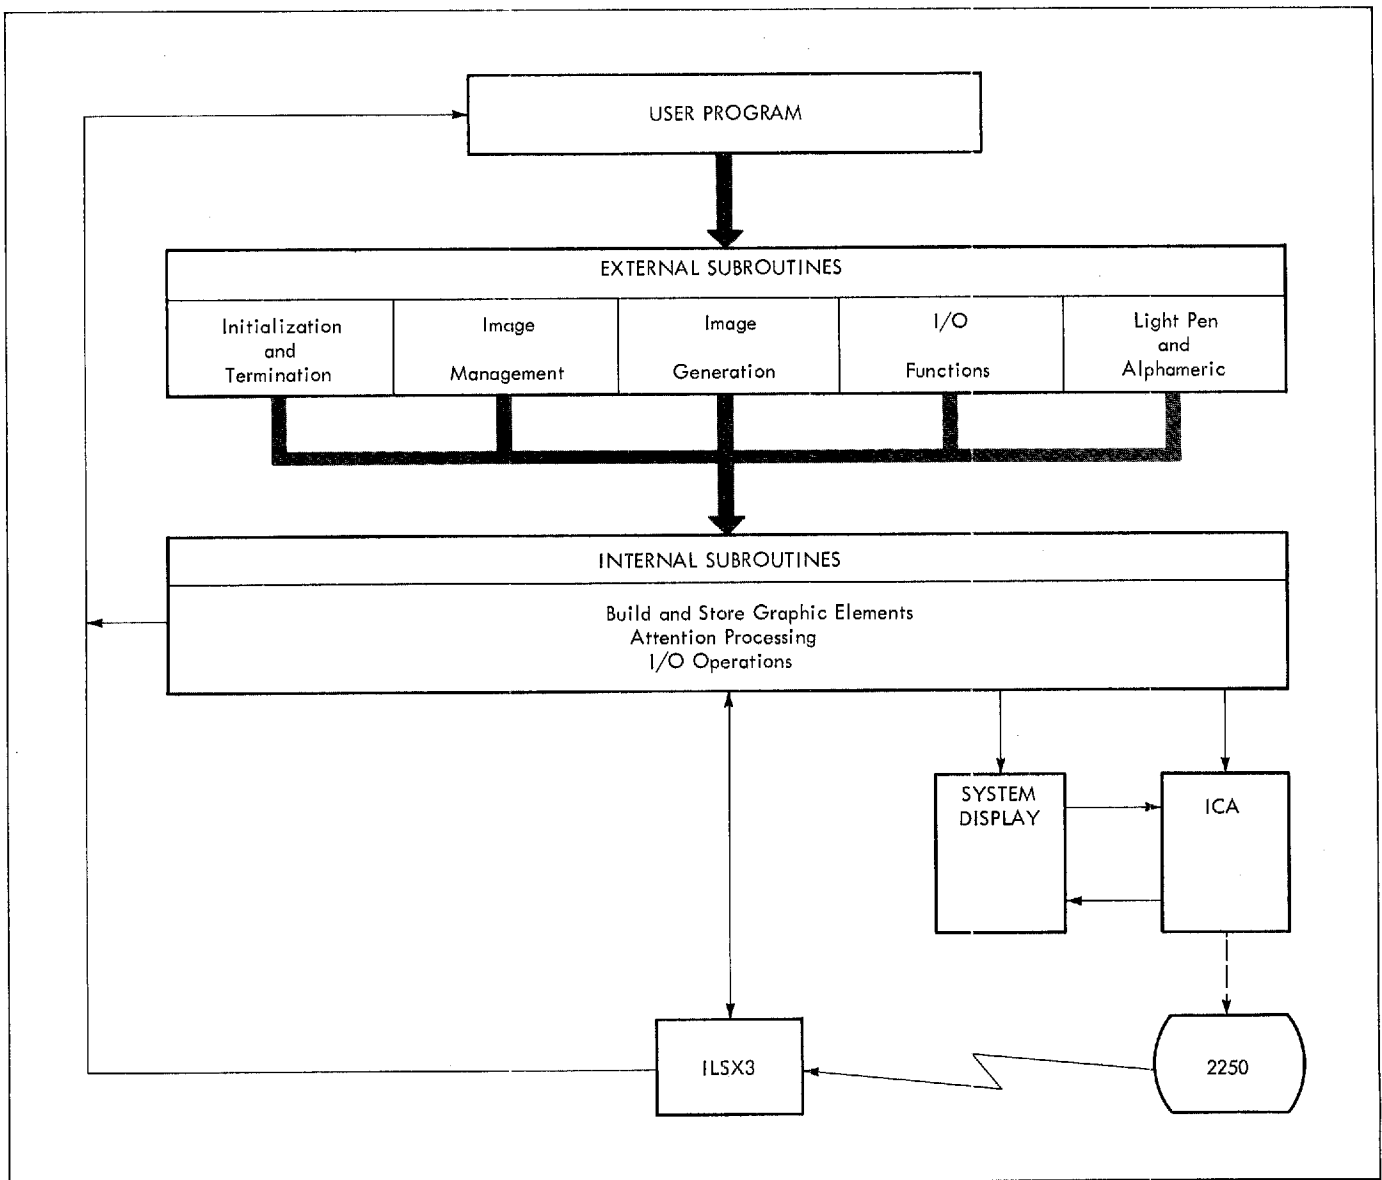 USER PROGRAM
EXTERNAL SUBROUTINES
Initialization
and
Termination
Image
Management
Image
Generation
I/O
Functions
Light Pen
and
Alphameric
INTERNAL SUBROUTINES
Build and Store Graphic Elements
Attention Processing
I/O Operations
SYSTEM
DISPLAY
ICA
ILSX3
2250